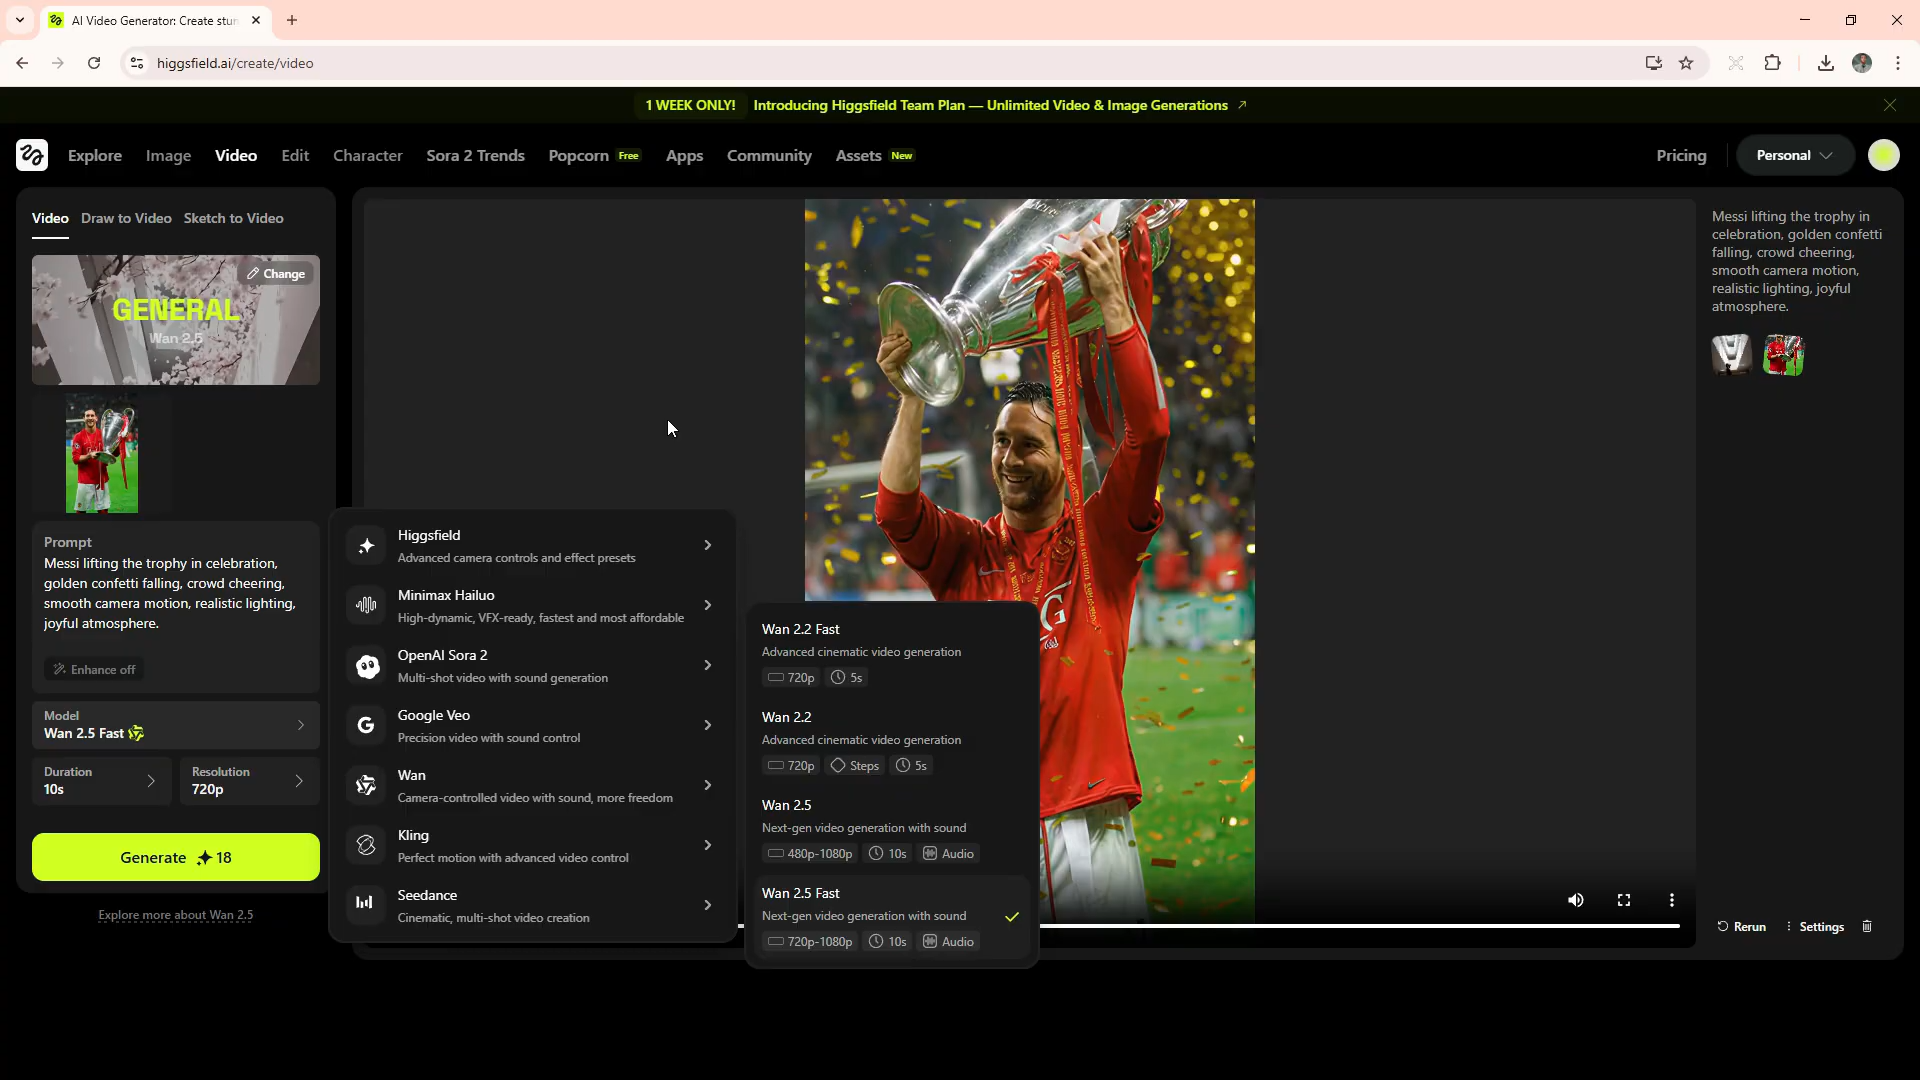 AI Video Generator: Create stun
higgsfield.ai/create/video
1 WEEK ONLY! Introducing Higgsfield Team Plan — Unlimited Video & Image Generations
Explore Image Video Edit Character Sora 2 Trends Popcorn Free Apps Community Assets New Pricing Personal
Video Draw to Video Sketch to Video
Change
GENERAL
Wan 2.5
Prompt
Messi lifting the trophy in celebration,
golden confetti falling, crowd cheering,
smooth camera motion, realistic lighting,
joyful atmosphere.
Enhance off
Model
Wan 2.5 Fast
Duration
10s
Resolution
720p
Generate 18
Explore more about Wan 2.5
Higgsfield
Advanced camera controls and effect presets
Minimax Hailuo
High-dynamic, VFX-ready, fastest and most affordable
OpenAI Sora 2
Multi-shot video with sound generation
Google Veo
Precision video with sound control
Wan
Camera-controlled video with sound, more freedom
Kling
Perfect motion with advanced video control
Seedance
Cinematic, multi-shot video creation
Wan 2.2 Fast
Advanced cinematic video generation
720p 5s
Wan 2.2
Advanced cinematic video generation
720p Steps 5s
Wan 2.5
Next-gen video generation with sound
480p-1080p 10s Audio
Wan 2.5 Fast
Next-gen video generation with sound
720p-1080p 10s Audio
Messi lifting the trophy in
celebration, golden confetti
falling, crowd cheering,
smooth camera motion,
realistic lighting, joyful
atmosphere.
Rerun Settings